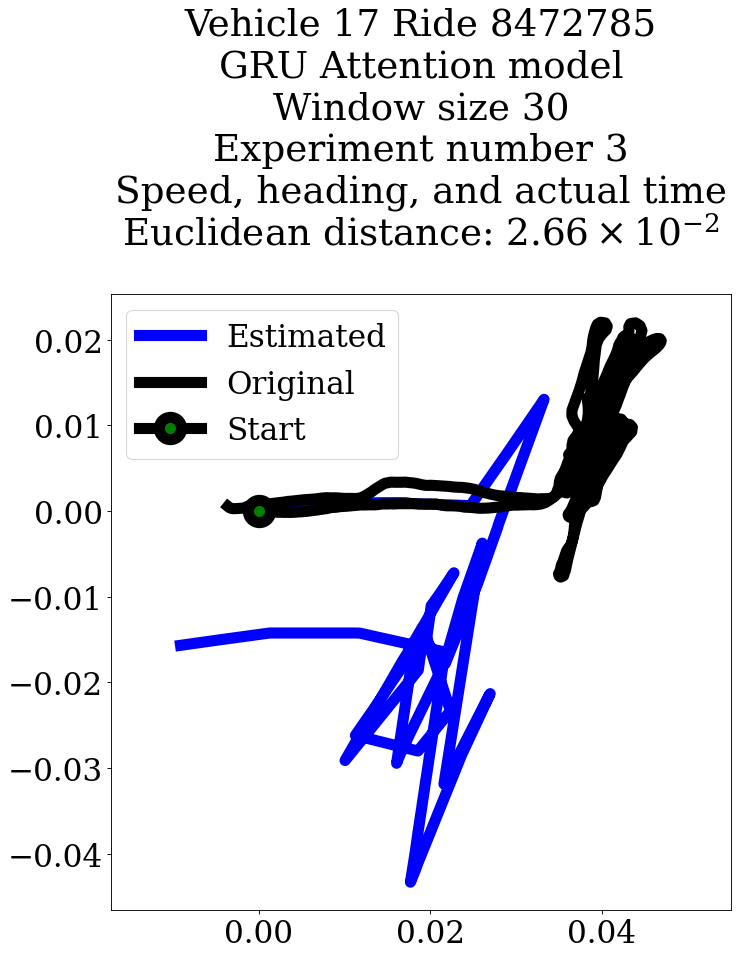 Vehicle 17 Ride 8472785
GRU Attention model
Window size 30
Experiment number 3
Speed, heading, and actual time
Euclidean distance: 2.66 × 10⁻²
Estimated
Original
Start
0.02
0.01
0.00
−0.01
−0.02
−0.03
−0.04
0.00 0.02 0.04